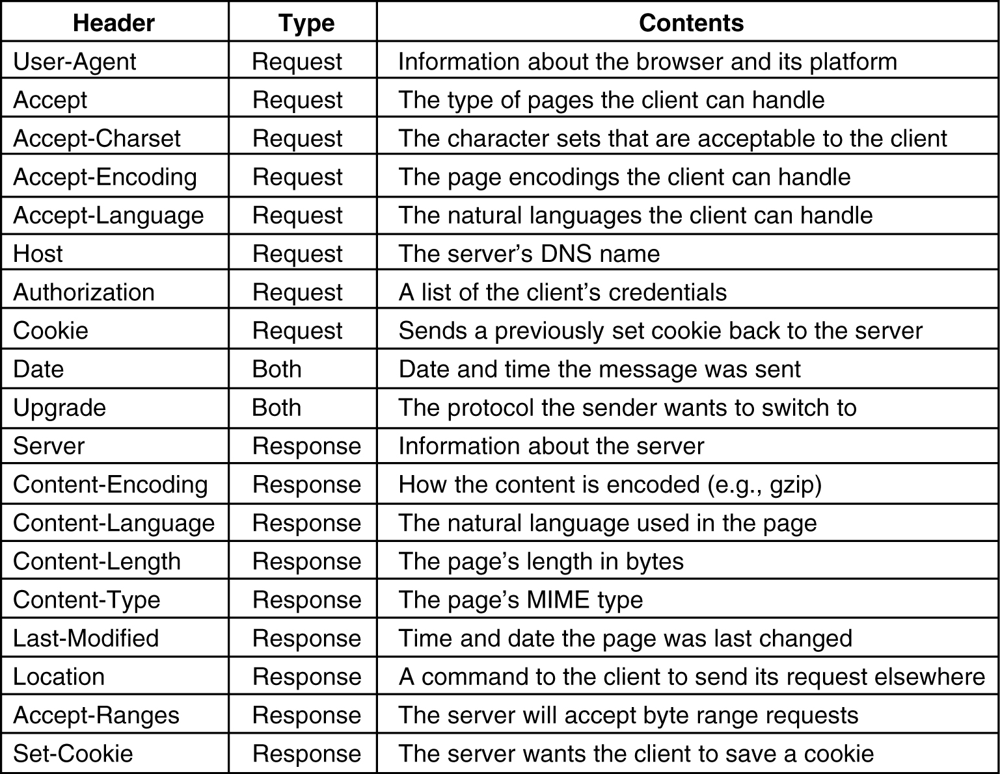 Header Type Contents
User-Agent Request Information about the browser and its platform
Accept Request The type of pages the client can handle
Accept-Charset Request The character sets that are acceptable to the client
Accept-Encoding Request The page encodings the client can handle
Accept-Language Request The natural languages the client can handle
Host Request The server’s DNS name
Authorization Request A list of the client’s credentials
Cookie Request Sends a previously set cookie back to the server
Date Both Date and time the message was sent
Upgrade Both The protocol the sender wants to switch to
Server Response Information about the server
Content-Encoding Response How the content is encoded (e.g., gzip)
Content-Language Response The natural language used in the page
Content-Length Response The page’s length in bytes
Content-Type Response The page’s MIME type
Last-Modified Response Time and date the page was last changed
Location Response A command to the client to send its request elsewhere
Accept-Ranges Response The server will accept byte range requests
Set-Cookie Response The server wants the client to save a cookie